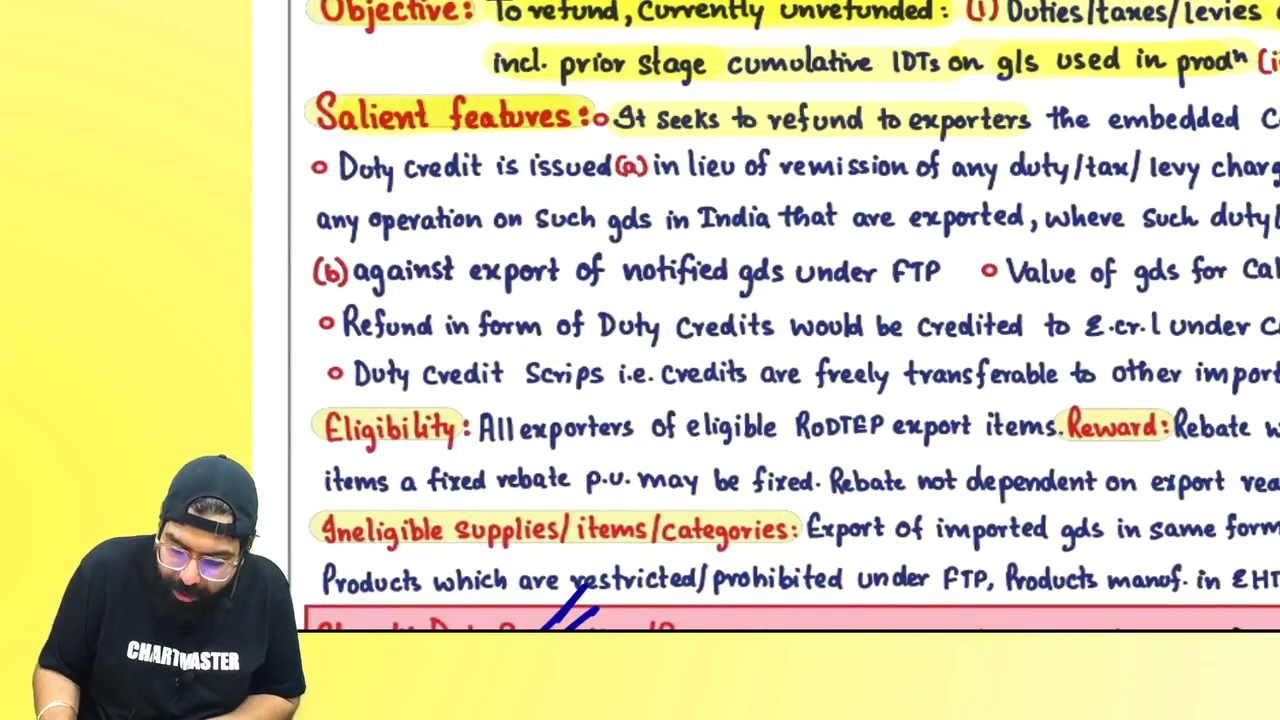 Objective: To refund, currently unrefunded: (i) Duties/taxes/levies
incl. prior stage cumulative IDTs on gls used in prodn
Salient features: It seeks to refund to exporters the embedded
Duty credit is issued (a) in lieu of remission of any duty/tax/ levy
any operation on such gds in India that are exported, where such duty
(b) against export of notified gds under FTP Value of gds for
Refund in form of Duty credits would be credited to E.cr.l under
Duty credit Scrips i.e. credits are freely transferable to other
Eligibility: All exporters of eligible RoDTEP export items. Reward: Rebate
items a fixed rebate p.u. may be fixed. Rebate not dependent on export
Ineligible supplies/items/categories: Export of imported gds in same
Products which are restricted/prohibited under FTP, Products manuf. in EHT
CHARTMASTER